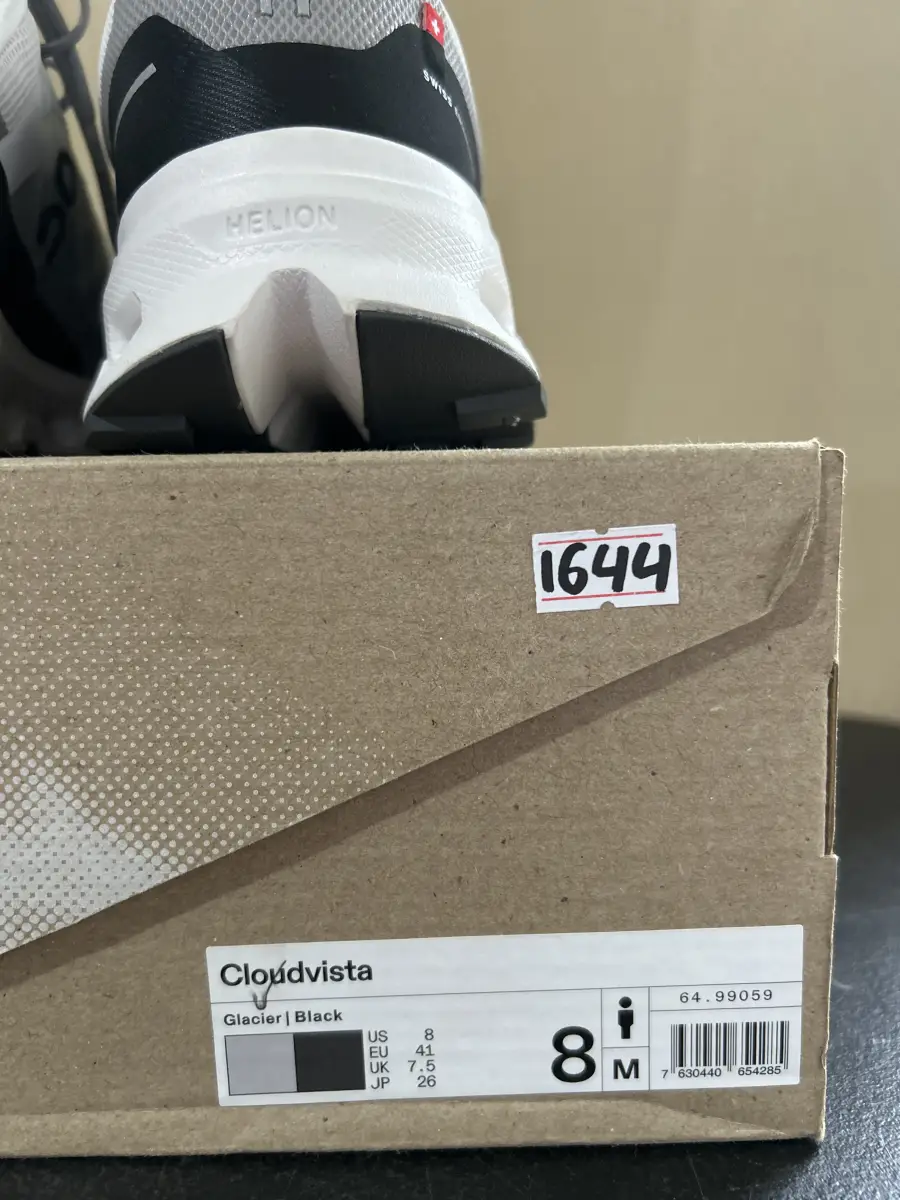 SWISS
HELION
1644
Cloudvista
Glacier | Black
64.99059
US 8
EU 41
UK 7.5
JP 26
8
M
7 630440 654285